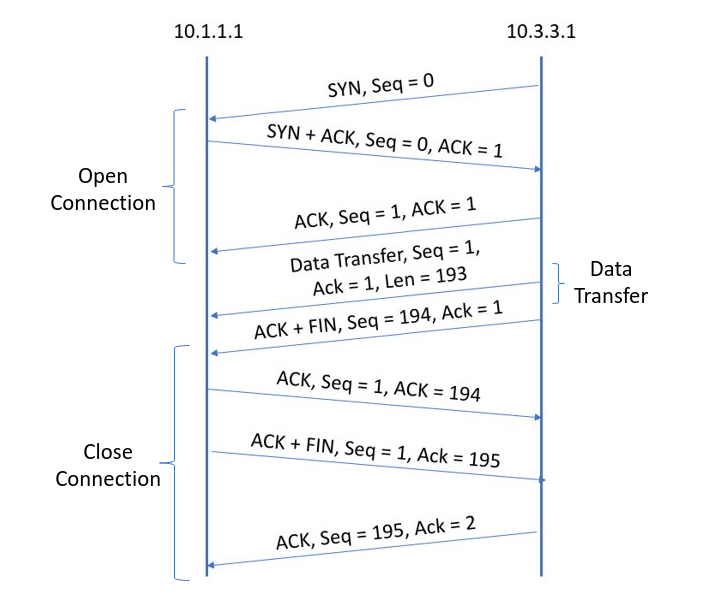 10.1.1.1
10.3.3.1
SYN, Seq = 0
SYN + ACK, Seq = 0, ACK = 1
Open
Connection
ACK, Seq = 1, ACK = 1
Data Transfer, Seq = 1,
Ack = 1, Len = 193
Data
Transfer
ACK + FIN, Seq = 194, Ack = 1
ACK, Seq = 1, ACK = 194
Close
Connection
ACK + FIN, Seq = 1, Ack = 195
ACK, Seq = 195, Ack = 2